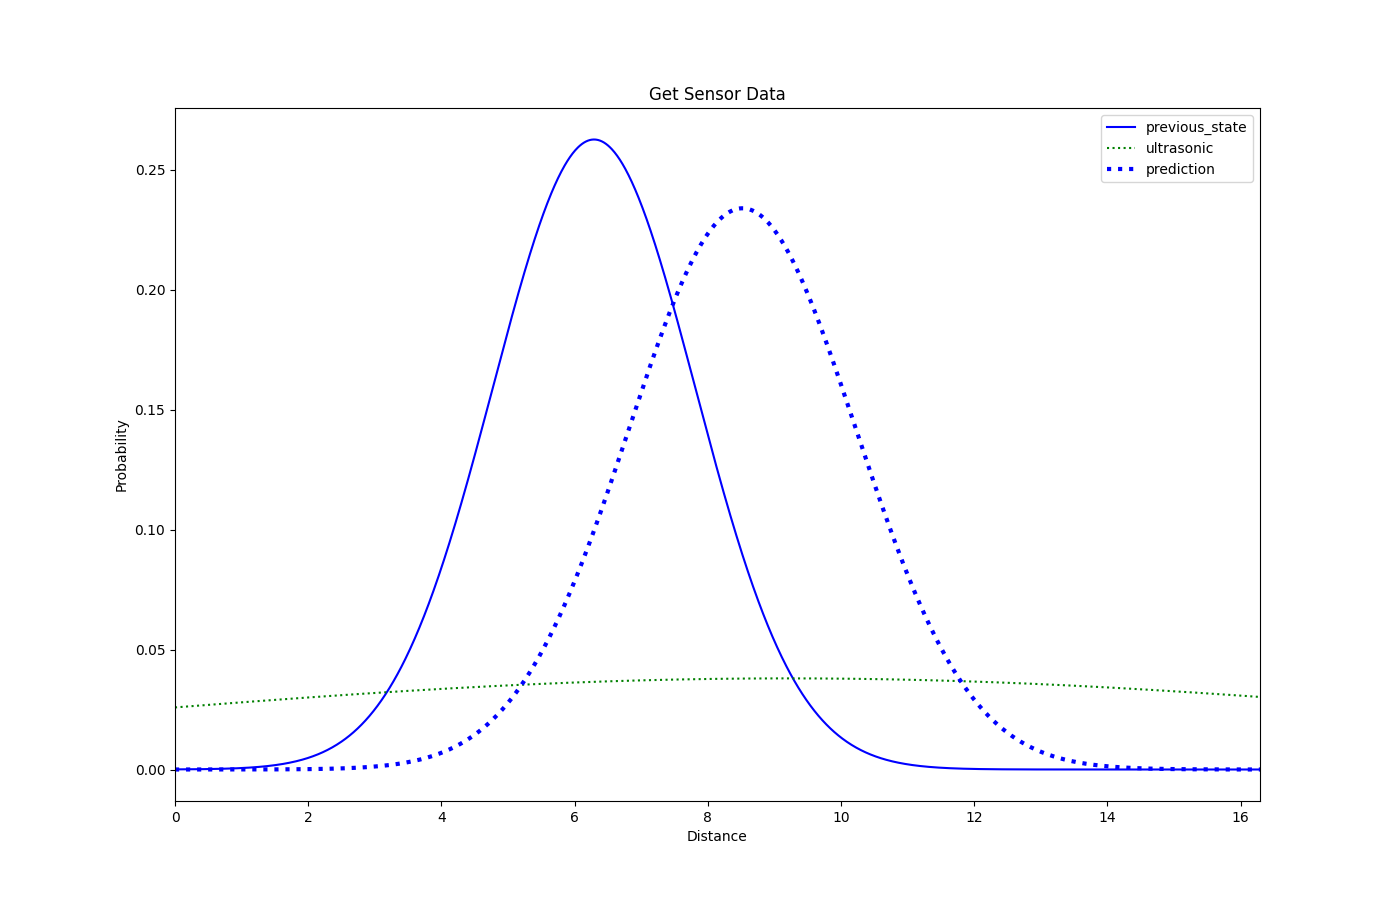 Get Sensor Data
previous_state
ultrasonic
prediction
0.25
0.20
0.15
0.10
0.05
0.00
Probability
0 2 4 6 8 10 12 14 16
Distance